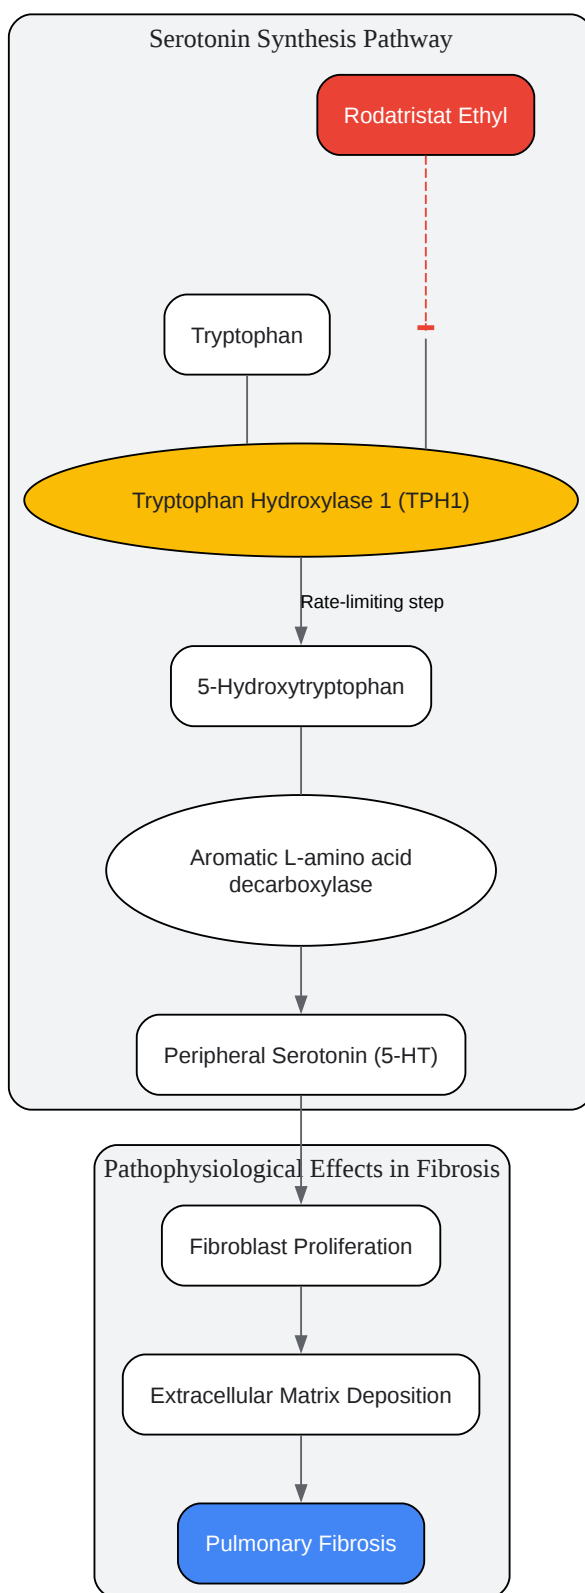 Serotonin Synthesis Pathway
Rodatristat Ethyl
Tryptophan
Tryptophan Hydroxylase 1 (TPH1)
Rate-limiting step
5-Hydroxytryptophan
Aromatic L-amino acid
decarboxylase
Peripheral Serotonin (5-HT)
Pathophysiological Effects in Fibrosis
Fibroblast Proliferation
Extracellular Matrix Deposition
Pulmonary Fibrosis